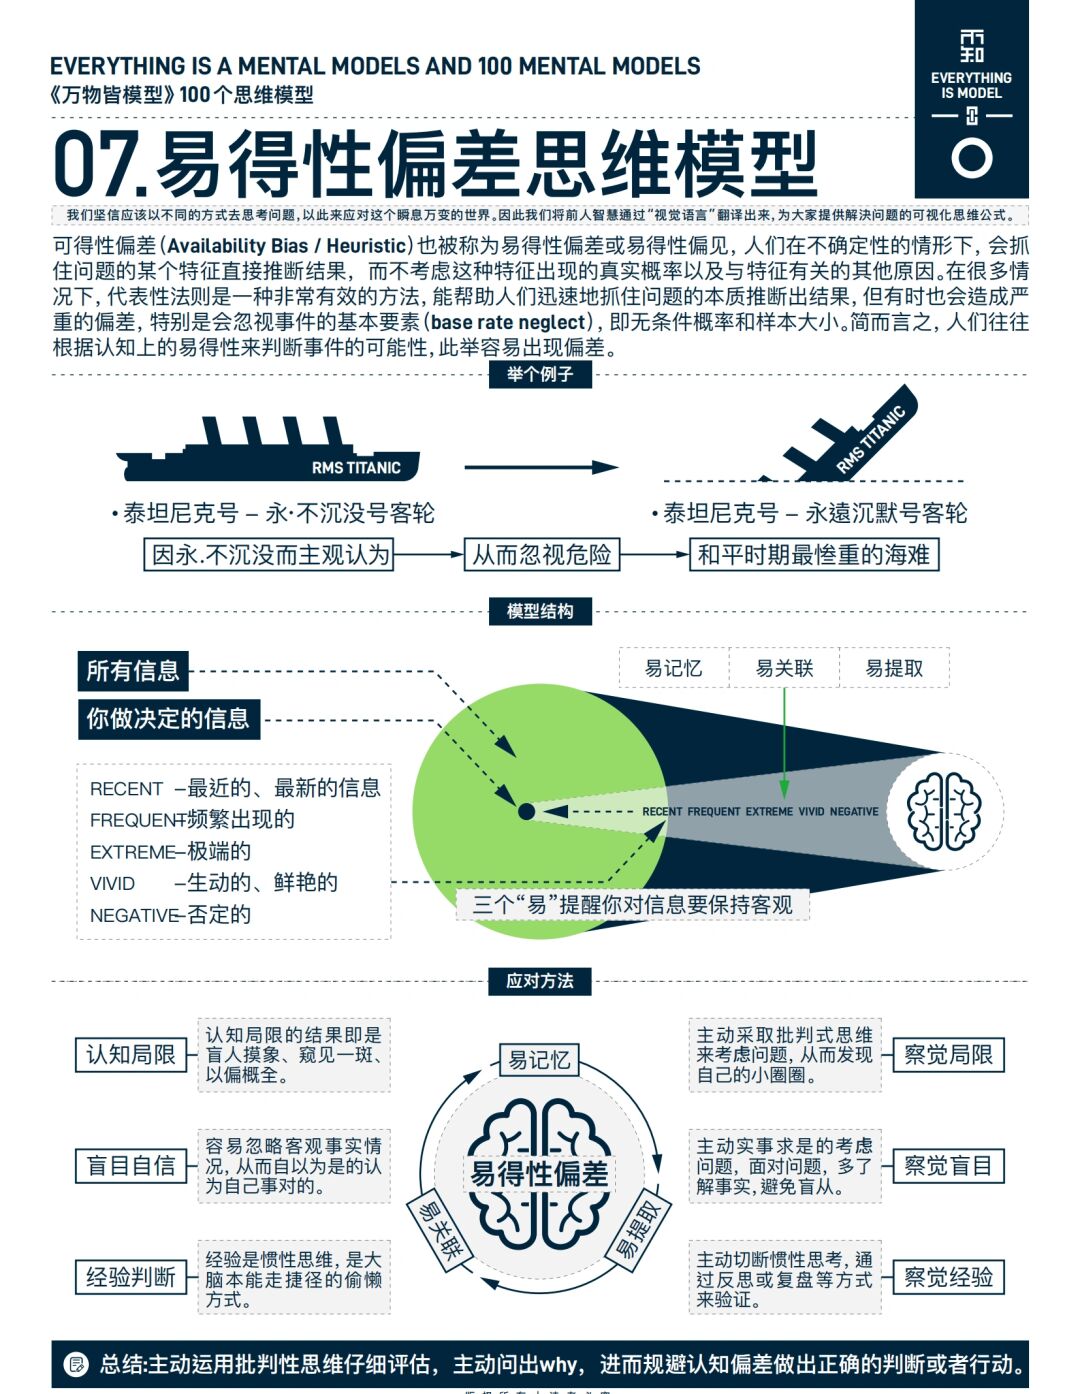 EVERYTHING IS A MENTAL MODELS AND 100 MENTAL MODELS
《万物皆模型》100个思维模型
EVERYTHING
IS MODEL
07.易得性偏差思维模型
我们坚信应该以不同的方式去思考问题,以此来应对这个瞬息万变的世界。因此我们将前人智慧通过“视觉语言”翻译出来,为大家提供解决问题的可视化思维公式。
可得性偏差(Availability Bias / Heuristic)也被称为易得性偏差或易得性偏见,人们在不确定性的情形下,会抓
住问题的某个特征直接推断结果,而不考虑这种特征出现的真实概率以及与特征有关的其他原因。在很多情
况下,代表性法则是一种非常有效的方法,能帮助人们迅速地抓住问题的本质推断出结果,但有时也会造成严
重的偏差,特别是会忽视事件的基本要素(base rate neglect),即无条件概率和样本大小。简而言之,人们往往
根据认知上的易得性来判断事件的可能性,此举容易出现偏差。
举个例子
RMS TITANIC
RMS TITANIC
•泰坦尼克号 – 永·不沉没号客轮
•泰坦尼克号 – 永遠沉默号客轮
因永.不沉没而主观认为
从而忽视危险
和平时期最惨重的海难
模型结构
所有信息
你做决定的信息
易记忆
易关联
易提取
RECENT –最近的、最新的信息
FREQUENT–频繁出现的
EXTREME–极端的
VIVID –生动的、鲜艳的
NEGATIVE–否定的
RECENT FREQUENT EXTREME VIVID NEGATIVE
三个“易”提醒你对信息要保持客观
应对方法
认知局限
认知局限的结果即是
盲人摸象、窥见一斑、
以偏概全。
盲目自信
容易忽略客观事实情
况,从而自以为是的认
为自己事对的。
经验判断
经验是惯性思维,是大
脑本能走捷径的偷懒
方式。
易记忆
易得性偏差
易关联
易提取
主动采取批判式思维
来考虑问题,从而发现
自己的小圈圈。
察觉局限
主动实事求是的考虑
问题,面对问题,多了
解事实,避免盲从。
察觉盲目
主动切断惯性思考,通
过反思或复盘等方式
来验证。
察觉经验
总结:主动运用批判性思维仔细评估,主动问出why,进而规避认知偏差做出正确的判断或者行动。